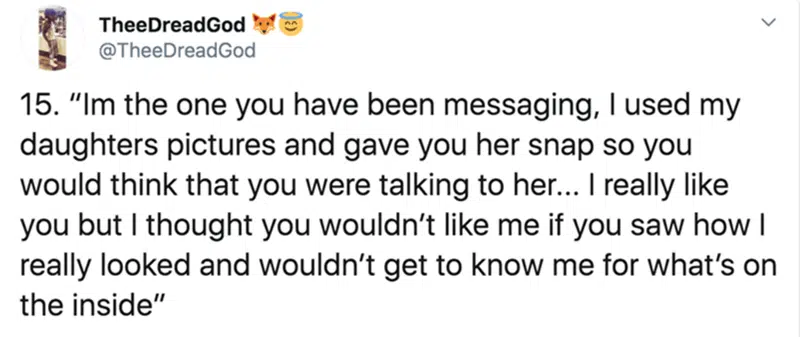 TheeDreadGod 🦊😇
@TheeDreadGod
15. “Im the one you have been messaging, I used my
daughters pictures and gave you her snap so you
would think that you were talking to her... I really like
you but I thought you wouldn’t like me if you saw how I
really looked and wouldn’t get to know me for what’s on
the inside”